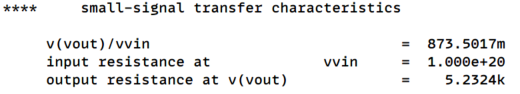 **** small-signal transfer characteristics
v(vout)/vvin = 873.5017m
input resistance at vvin = 1.000e+20
output resistance at v(vout) = 5.2324k